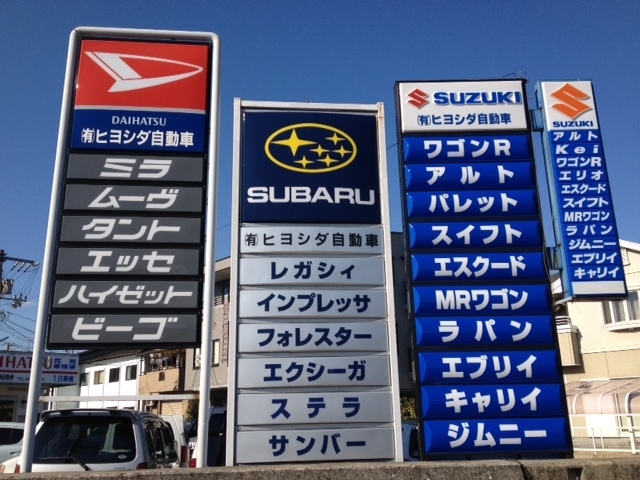 DAIHATSU
㈲ヒヨシダ自動車
ミラ
ムーヴ
タント
エッセ
ハイゼット
ビーゴ
SUBARU
㈲ヒヨシダ自動車
レガシィ
インプレッサ
フォレスター
エクシーガ
ステラ
サンバー
SUZUKI
㈲ヒヨシダ自動車
ワゴンR
アルト
パレット
スイフト
エスクード
MRワゴン
ラパン
エブリイ
キャリイ
ジムニー
SUZUKI
アルト
Kei
ワゴンR
エリオ
エスクード
スイフト
MRワゴン
ラパン
ジムニー
エブリイ
キャリイ
1日車検